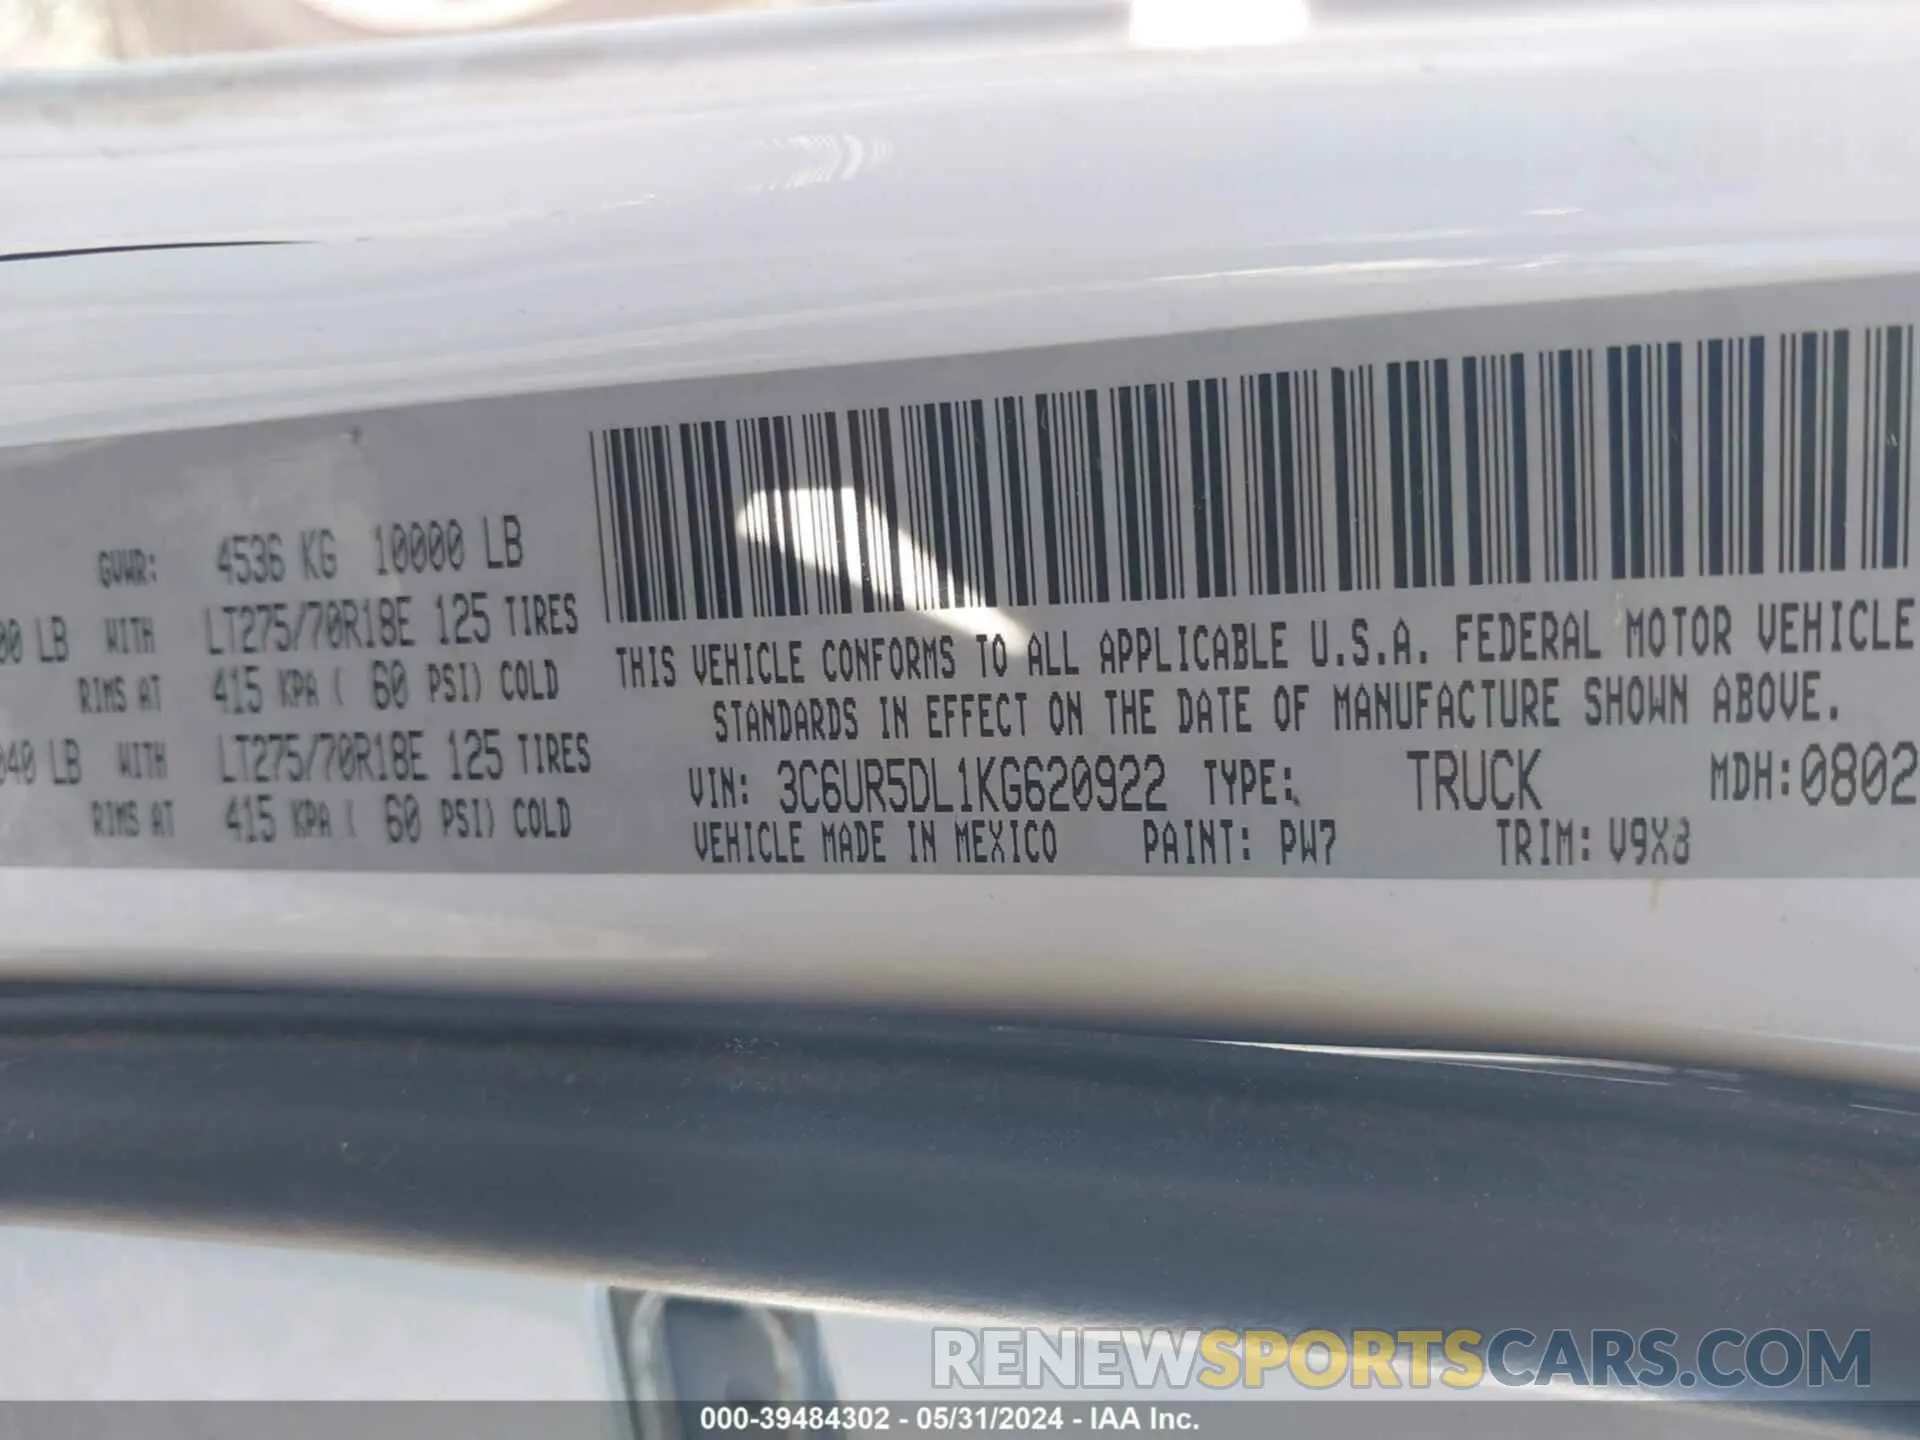 GVWR: 4536 KG 10000 LB
00 LB WITH LT275/70R18E 125 TIRES
RIMS AT 415 KPA ( 60 PSI) COLD
040 LB WITH LT275/70R18E 125 TIRES
RIMS AT 415 KPA ( 60 PSI) COLD
THIS VEHICLE CONFORMS TO ALL APPLICABLE U.S.A. FEDERAL MOTOR VEHICLE
STANDARDS IN EFFECT ON THE DATE OF MANUFACTURE SHOWN ABOVE.
VIN: 3C6UR5DL1KG620922 TYPE: TRUCK MDH:0802
VEHICLE MADE IN MEXICO PAINT: PW7 TRIM: V9X8
RENEWSPORTSCARS.COM
000-39484302 - 05/31/2024 - IAA Inc.